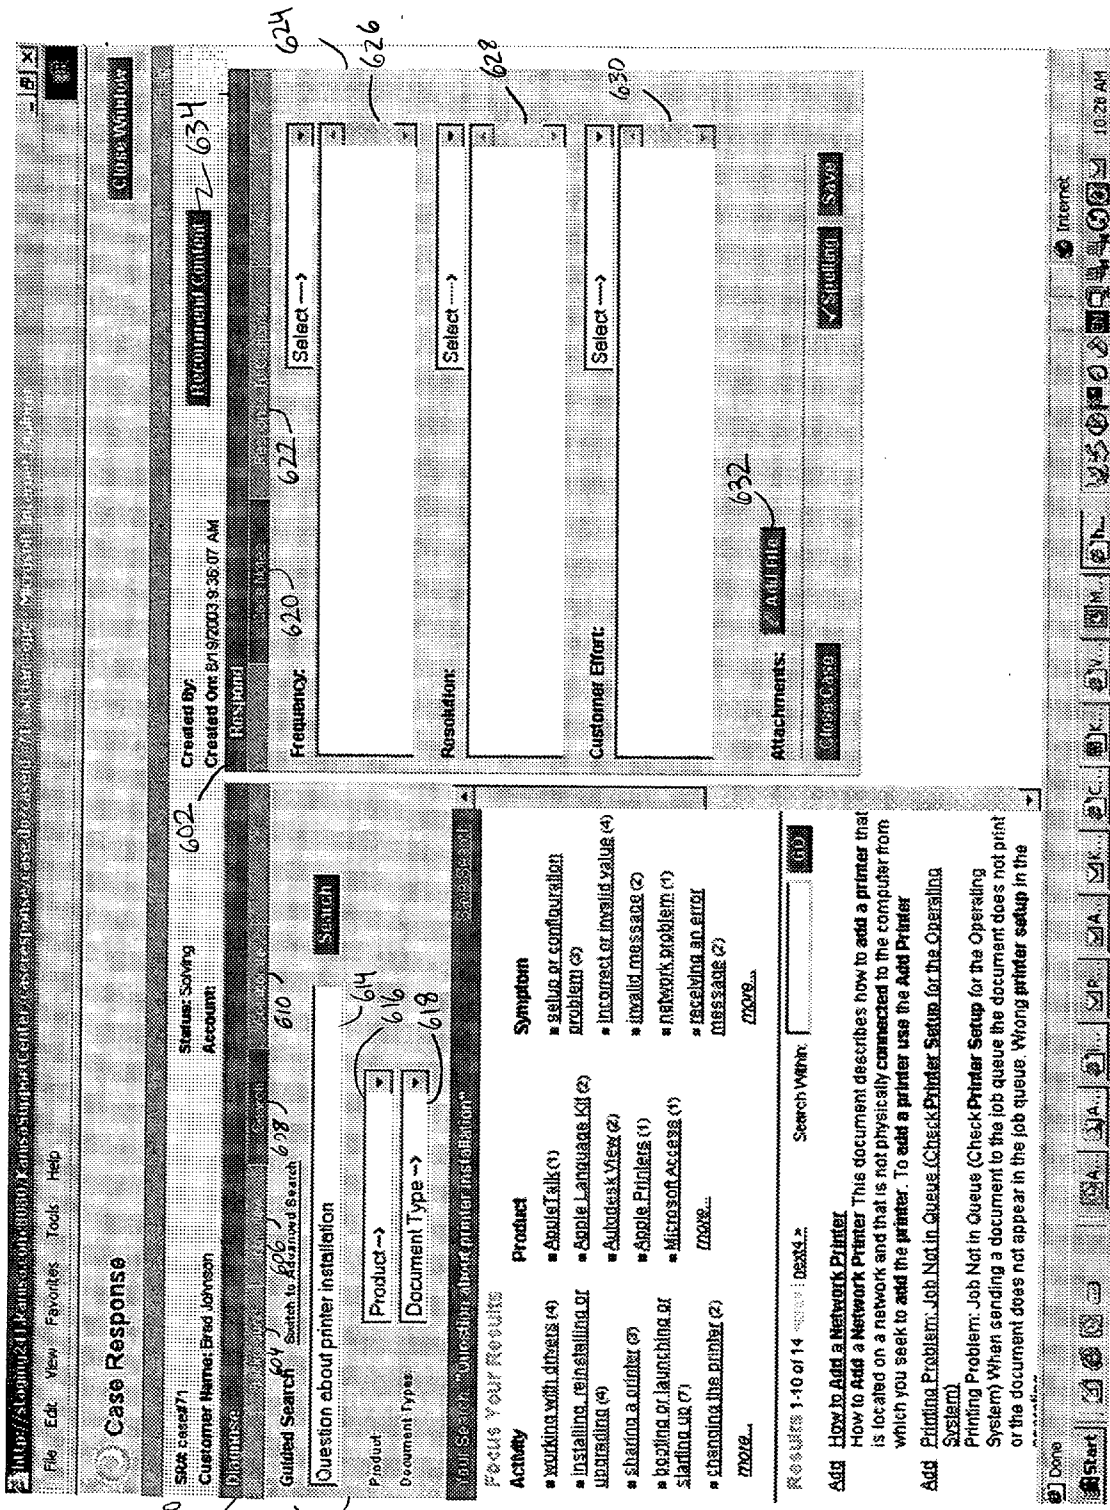 File Edit View Favorites Tools Help
Case Response
Close Window
Status: Solving
Created By:
Customer Name: Bred Johnson
Account:
Created On: 8/19/2003 9:36:07 AM
Recommend Content
634
602
Diagnose
Respond
604
606
608
610
Guided Search
Switch to Advanced Search
Question about printer installation
Search
614
Product
Product -->
616
Document Types:
Document Type -->
618
Your Search: "Question about printer installation"
Focus Your Results
Activity
working with drivers (4)
installing, reinstalling or
upgrading (4)
sharing a printer (3)
booting or launching or
starting up (7)
changing the printer (2)
more...
Product
AppleTalk (1)
Apple Language Kit (2)
Autodesk View (2)
Apple Printers (1)
Microsoft Access (1)
more...
Symptom
setup or confiuration
problem (3)
incorrect or invalid value (4)
invalid message (2)
network problem (1)
receiving an error
message (2)
more...
Results 1-10 of 14
next4 »
Search Within:
GO
Add How to Add a Network Printer
How to Add a Network Printer This document describes how to add a printer that
is located on a network and that is not physically connected to the computer from
which you seek to add the printer. To add a printer use the Add Printer
Add Printing Problem: Job Not in Queue (Check Printer Setup for the Operating
System)
Printing Problem: Job Not in Queue (Check Printer Setup for the Operating
System) When sending a document to the job queue the document does not print
or the document does not appear in the job queue. Wrong printer setup in the
620
622
624
Frequency:
Select --->
626
Resolution:
Select ---->
628
Customer Effort:
Select --->
630
Attachments:
Add File
632
Close Case
Spelling
Save
Done
Internet
Start
10:26 AM